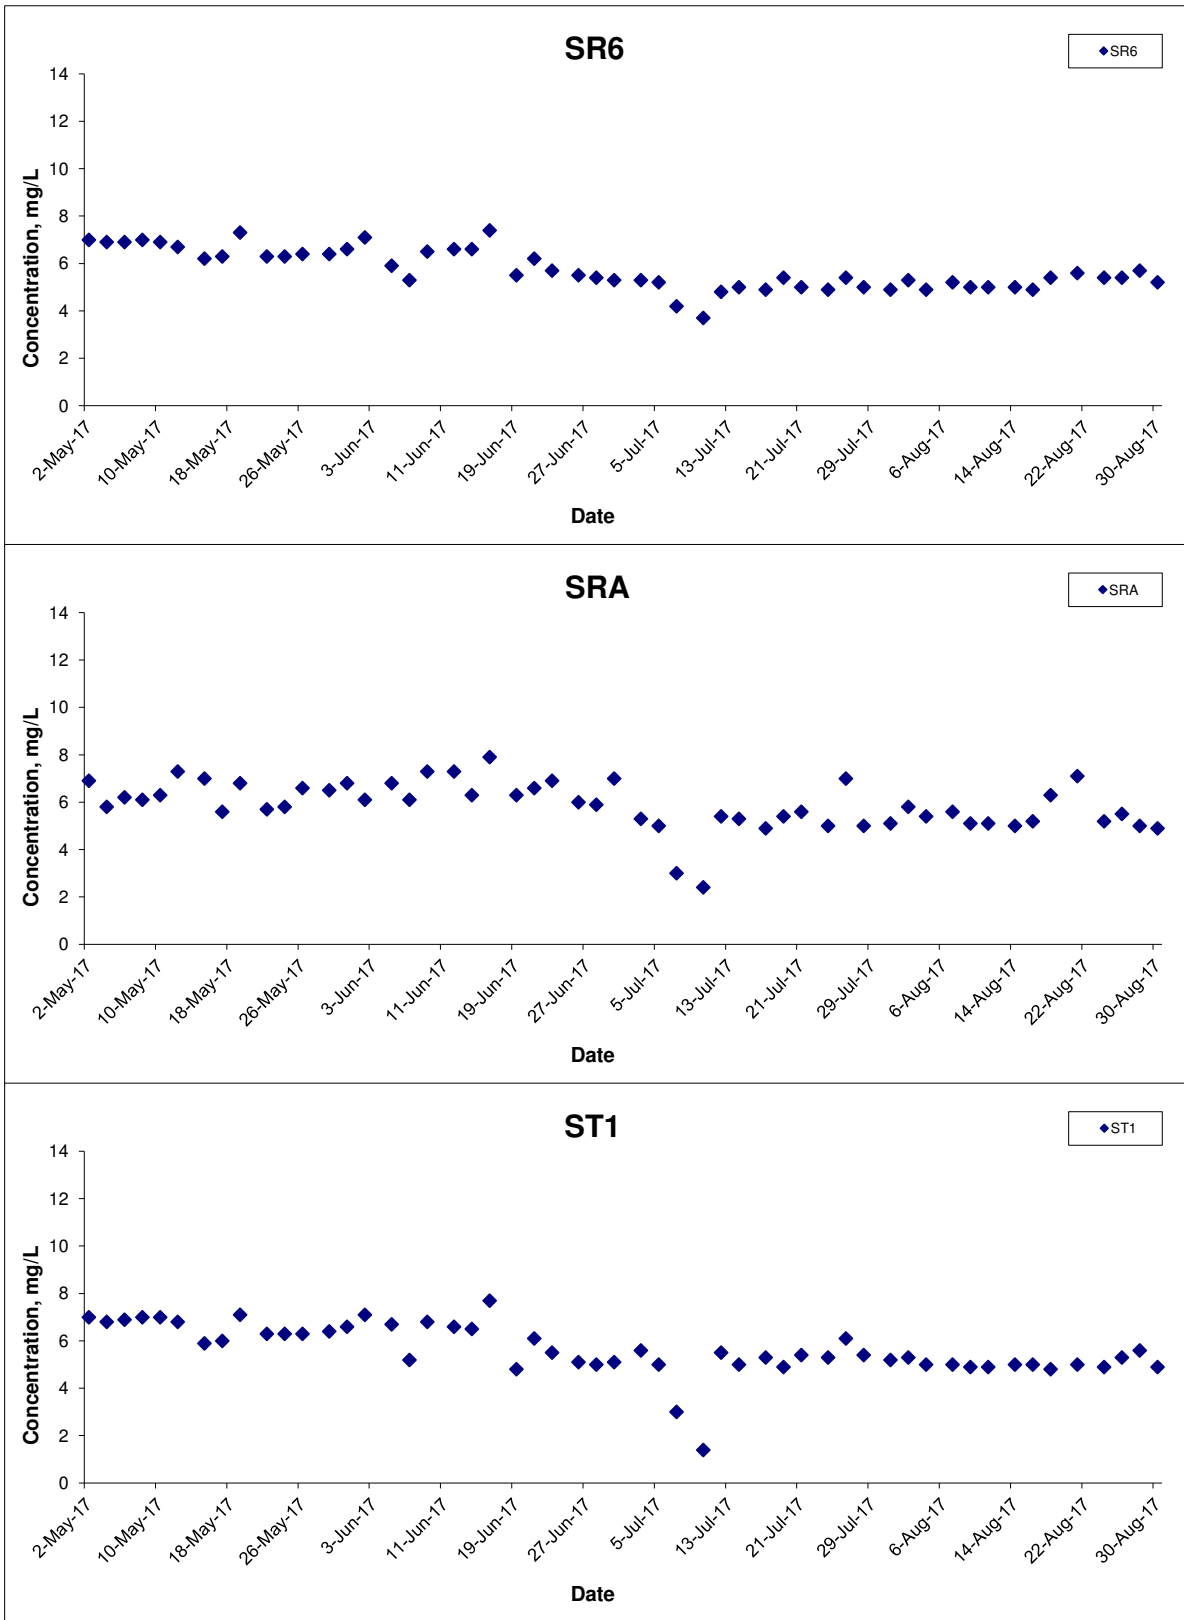 SR6
SR6
14
12
10
8
6
4
2
0
Concentration, mg/L
2-May-17
10-May-17
18-May-17
26-May-17
3-Jun-17
11-Jun-17
19-Jun-17
27-Jun-17
5-Jul-17
13-Jul-17
21-Jul-17
29-Jul-17
6-Aug-17
14-Aug-17
22-Aug-17
30-Aug-17
Date
SRA
SRA
14
12
10
8
6
4
2
0
Concentration, mg/L
2-May-17
10-May-17
18-May-17
26-May-17
3-Jun-17
11-Jun-17
19-Jun-17
27-Jun-17
5-Jul-17
13-Jul-17
21-Jul-17
29-Jul-17
6-Aug-17
14-Aug-17
22-Aug-17
30-Aug-17
Date
ST1
ST1
14
12
10
8
6
4
2
0
Concentration, mg/L
2-May-17
10-May-17
18-May-17
26-May-17
3-Jun-17
11-Jun-17
19-Jun-17
27-Jun-17
5-Jul-17
13-Jul-17
21-Jul-17
29-Jul-17
6-Aug-17
14-Aug-17
22-Aug-17
30-Aug-17
Date